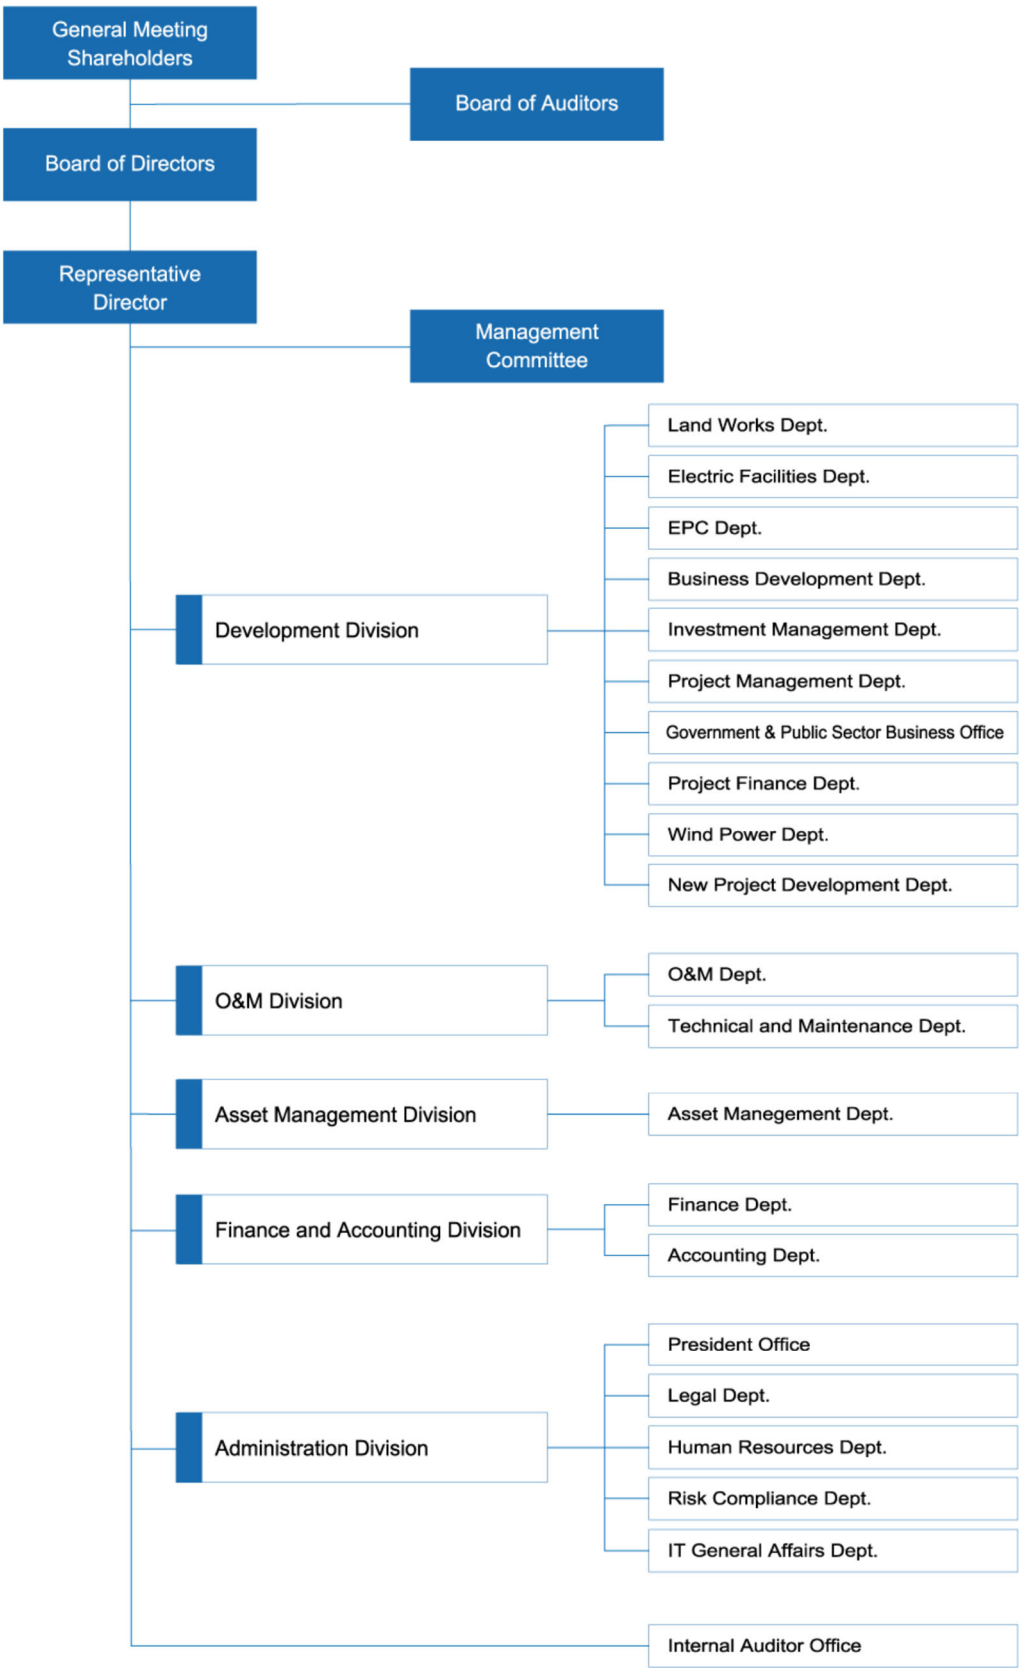 General Meeting
Shareholders
Board of Auditors
Board of Directors
Representative
Director
Management
Committee
Land Works Dept.
Electric Facilities Dept.
EPC Dept.
Business Development Dept.
Development Division
Investment Management Dept.
Project Management Dept.
Government & Public Sector Business Office
Project Finance Dept.
Wind Power Dept.
New Project Development Dept.
O&M Division
O&M Dept.
Technical and Maintenance Dept.
Asset Management Division
Asset Manegement Dept.
Finance and Accounting Division
Finance Dept.
Accounting Dept.
Administration Division
President Office
Legal Dept.
Human Resources Dept.
Risk Compliance Dept.
IT General Affairs Dept.
Internal Auditor Office